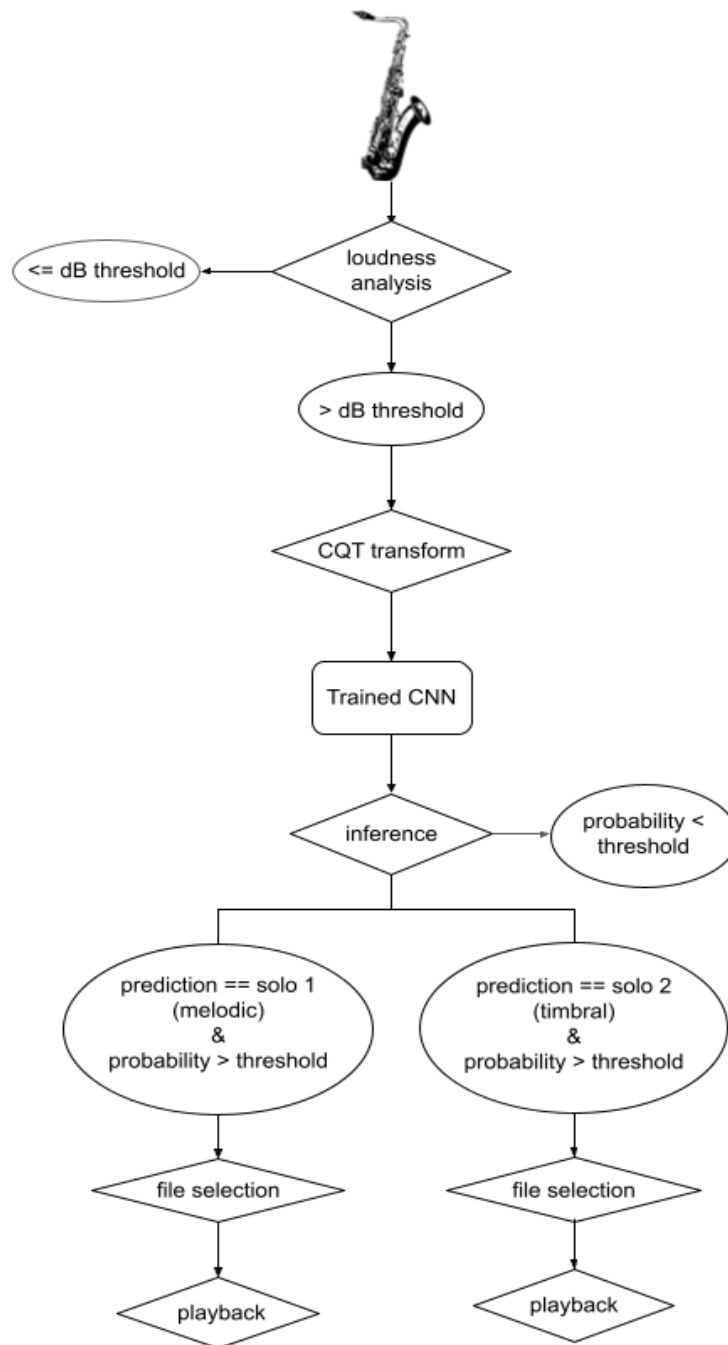 loudness
analysis
<= dB threshold
> dB threshold
CQT transform
Trained CNN
inference
probability <
threshold
prediction == solo 1
(melodic)
&
probability > threshold
prediction == solo 2
(timbral)
&
probability > threshold
file selection
file selection
playback
playback